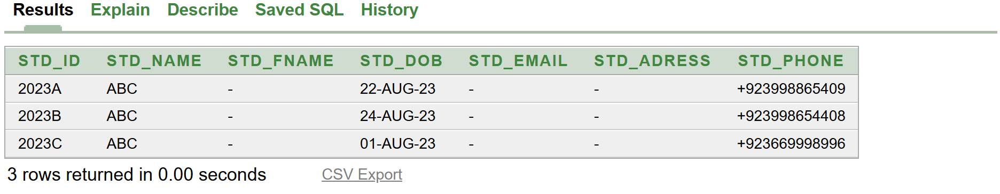 Results Explain Describe Saved SQL History
STD_ID STD_NAME STD_FNAME STD_DOB STD_EMAIL STD_ADRESS STD_PHONE
2023A ABC - 22-AUG-23 - - +923998865409
2023B ABC - 24-AUG-23 - - +923998654408
2023C ABC - 01-AUG-23 - - +923669998996
3 rows returned in 0.00 seconds CSV Export